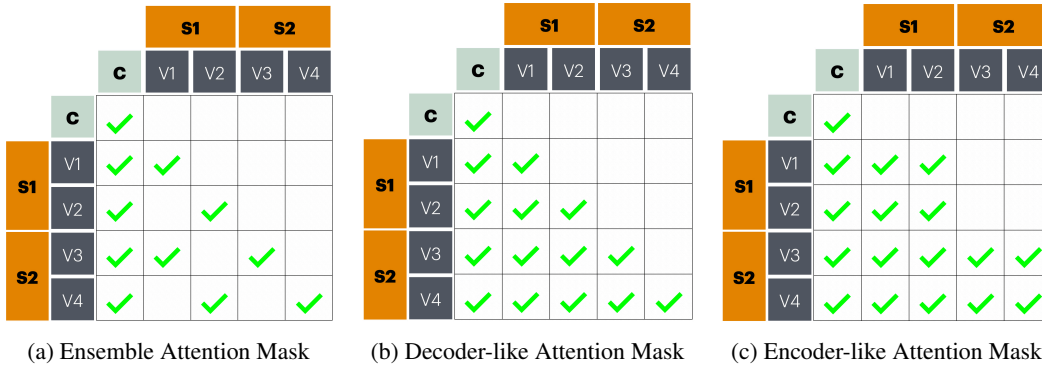 S1 S2 S1 S2 S1 S2
C V1 V2 V3 V4 C V1 V2 V3 V4 C V1 V2 V3 V4
C C C
S1 V1 S1 V1 S1 V1
V2 V2 V2
S2 V3 S2 V3 S2 V3
V4 V4 V4
(a) Ensemble Attention Mask (b) Decoder-like Attention Mask (c) Encoder-like Attention Mask